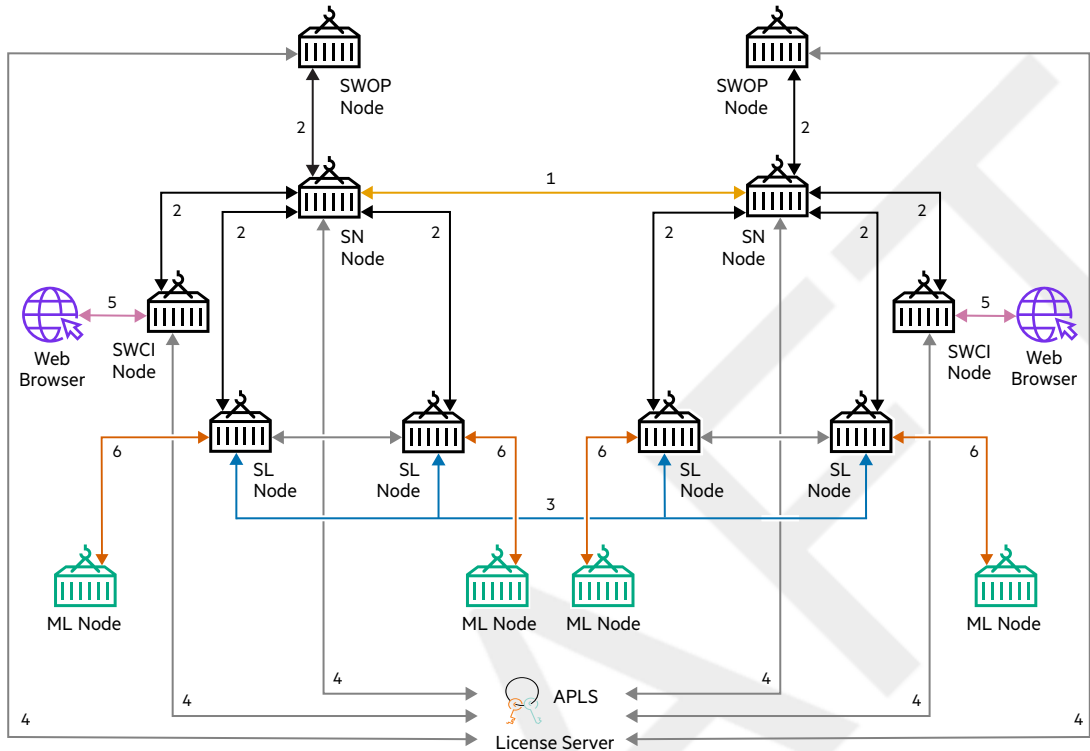 SWOP
Node
SWOP
Node
2
2
1
2
2
2
2
2
2
SN
Node
SN
Node
5
5
Web
Browser
SWCI
Node
SWCI
Node
Web
Browser
6
6
6
6
SL
Node
SL
Node
SL
Node
SL
Node
3
ML Node
ML Node
ML Node
ML Node
4
4
APLS
4
4
4
4
License Server